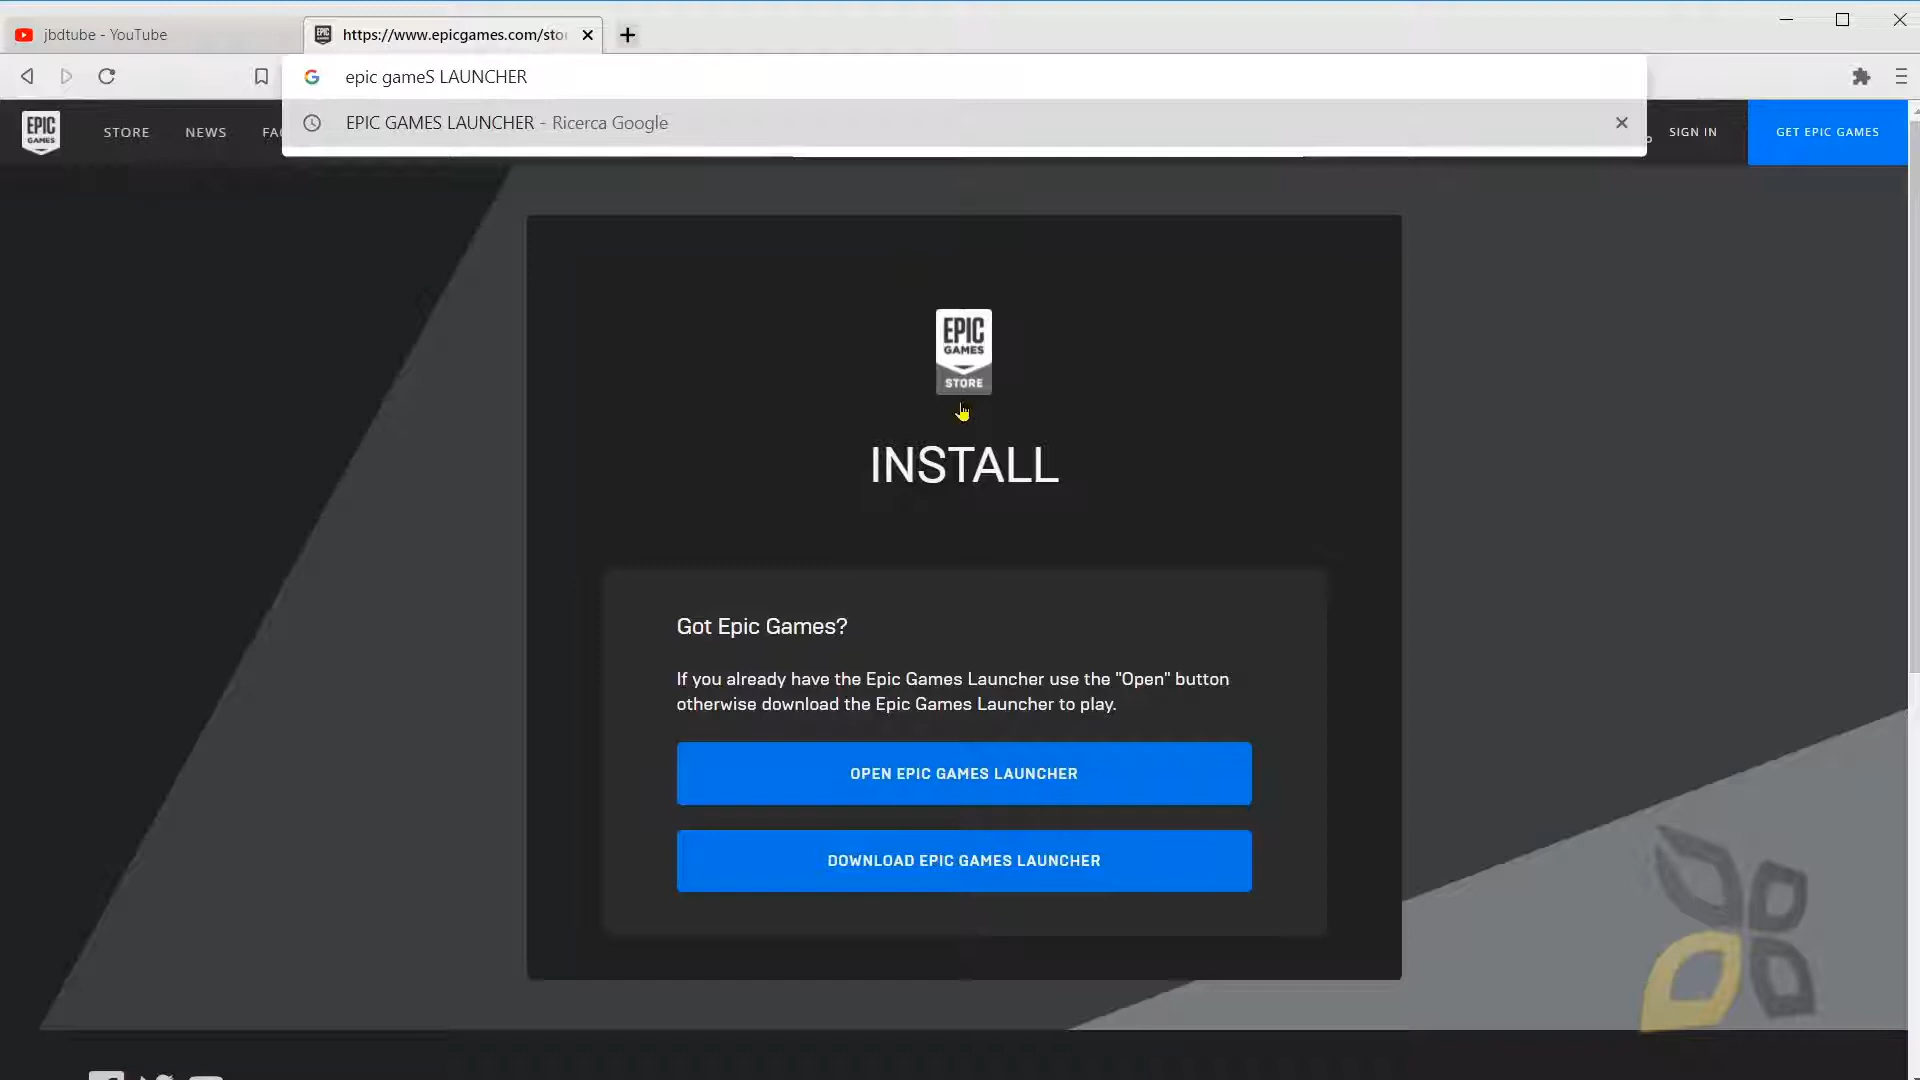 jbdtube - YouTube
https://www.epicgames.com/sto
epic gameS LAUNCHER
EPIC GAMES LAUNCHER - Ricerca Google
EPIC
GAMES
STORE
NEWS
SIGN IN
GET EPIC GAMES
EPIC
GAMES
STORE
INSTALL
Got Epic Games?
If you already have the Epic Games Launcher use the "Open" button
otherwise download the Epic Games Launcher to play.
OPEN EPIC GAMES LAUNCHER
DOWNLOAD EPIC GAMES LAUNCHER